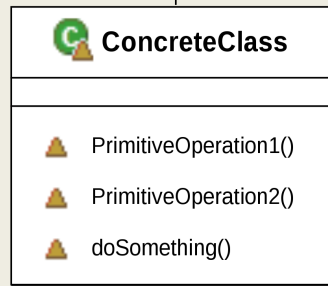 C ConcreteClass
PrimitiveOperation1()
PrimitiveOperation2()
doSomething()